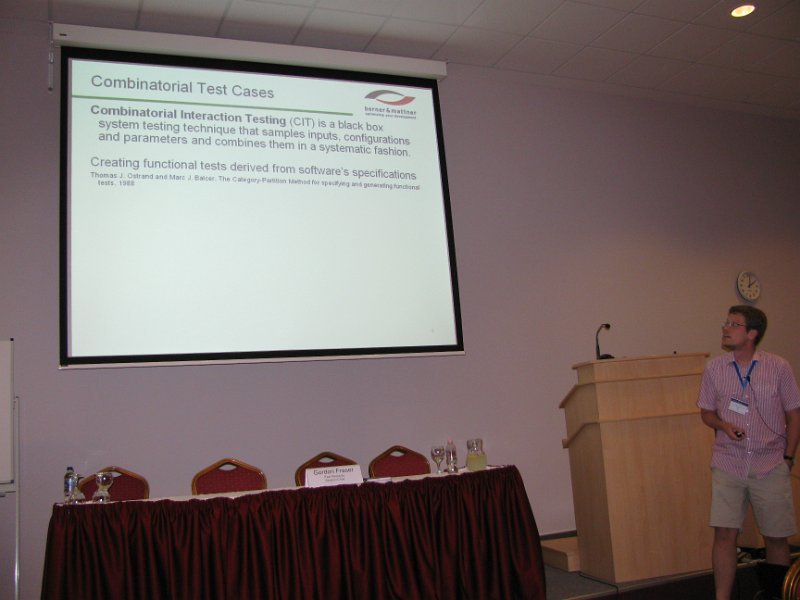 Combinatorial Test Cases
berner & mattner
Combinatorial Interaction Testing (CIT) is a black box
system testing technique that samples inputs, configurations
and parameters and combines them in a systematic fashion.
Creating functional tests derived from software's specifications
Thomas J. Ostrand and Marc J. Balcer. The Category-Partition Method for specifying and generating functional
tests, 1988
Gordon Fraser